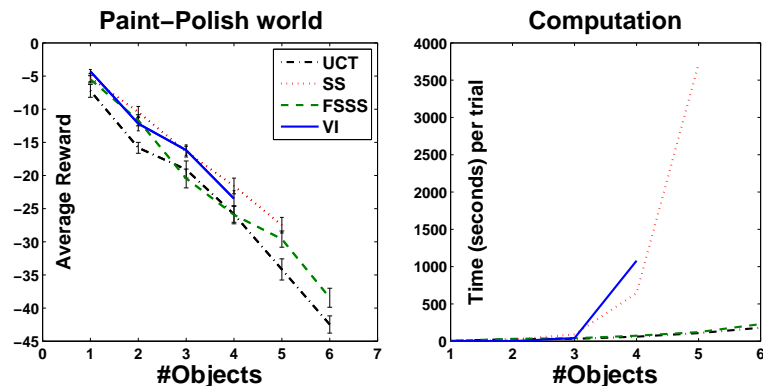 Paint−Polish world
0
−5
−10
−15
−20
−25
−30
−35
−40
−45
Average Reward
UCT
SS
FSSS
VI
0 1 2 3 4 5 6 7
#Objects
Computation
4000
3500
3000
2500
2000
1500
1000
500
0
Time (seconds) per trial
1 2 3 4 5 6
#Objects